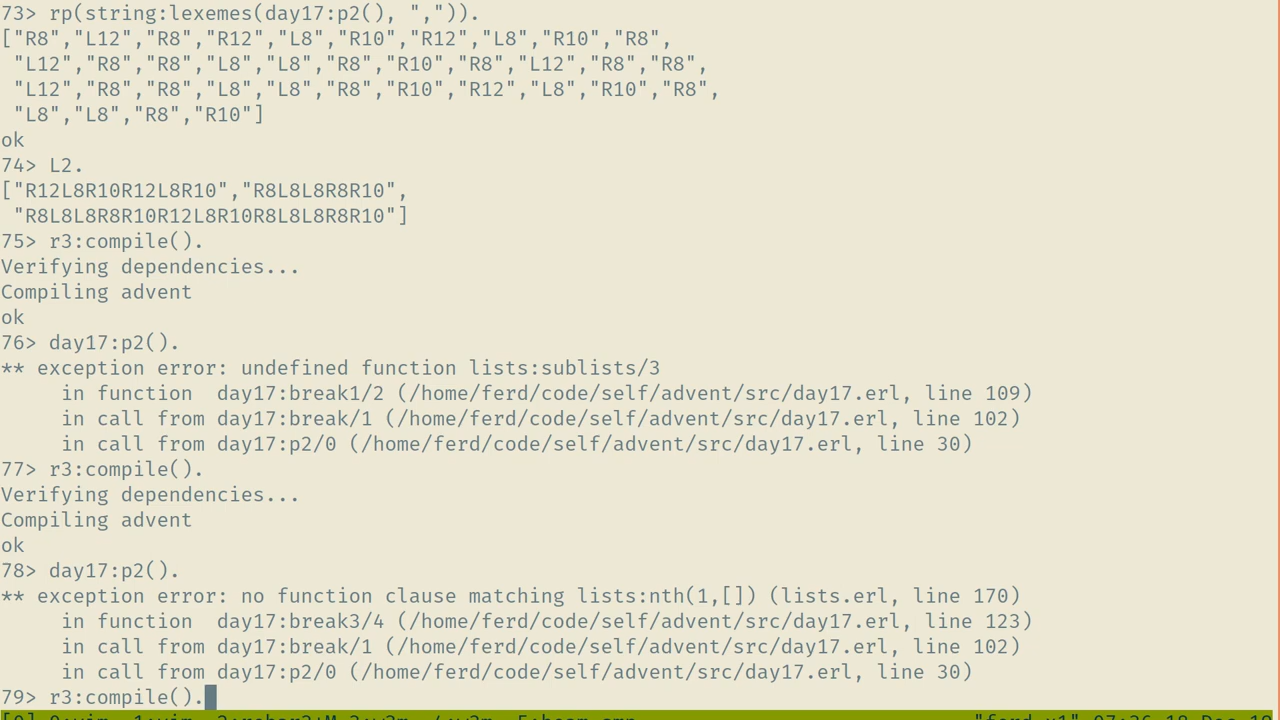 73> rp(string:lexemes(day17:p2(), ",")).
["R8","L12","R8","R12","L8","R10","R12","L8","R10","R8",
 "L12","R8","R8","L8","L8","R8","R10","R8","L12","R8","R8",
 "L12","R8","R8","L8","L8","R8","R10","R12","L8","R10","R8",
 "L8","L8","R8","R10"]
ok
74> L2.
["R12L8R10R12L8R10","R8L8L8R8R10",
 "R8L8L8R8R10R12L8R10R8L8L8R8R10"]
75> r3:compile().
Verifying dependencies...
Compiling advent
ok
76> day17:p2().
** exception error: undefined function lists:sublists/3
     in function  day17:break1/2 (/home/ferd/code/self/advent/src/day17.erl, line 109)
     in call from day17:break/1 (/home/ferd/code/self/advent/src/day17.erl, line 102)
     in call from day17:p2/0 (/home/ferd/code/self/advent/src/day17.erl, line 30)
77> r3:compile().
Verifying dependencies...
Compiling advent
ok
78> day17:p2().
** exception error: no function clause matching lists:nth(1,[]) (lists.erl, line 170)
     in function  day17:break3/4 (/home/ferd/code/self/advent/src/day17.erl, line 123)
     in call from day17:break/1 (/home/ferd/code/self/advent/src/day17.erl, line 102)
     in call from day17:p2/0 (/home/ferd/code/self/advent/src/day17.erl, line 30)
79> r3:compile().